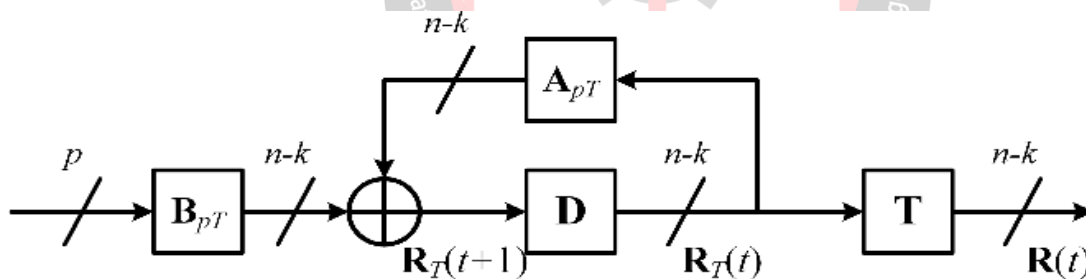 n-k
A_pT
p
n-k
n-k
n-k
B_pT
D
T
R_T(t+1)
R_T(t)
R(t)